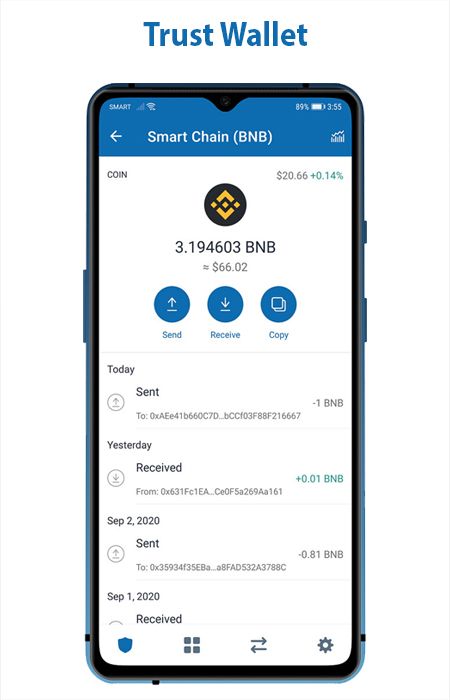 Trust Wallet
SMART 89% 3:55
Smart Chain (BNB)
COIN $20.66 +0.14%
3.194603 BNB
≈ $66.02
Send Receive Copy
Today
Sent
-1 BNB
To: 0xAEe41b660C7D...bCCf03F88F216667
Yesterday
Received
+0.01 BNB
From: 0x631Fc1EA...Ce0F5a269Aa161
Sep 2, 2020
Sent
-0.81 BNB
To: 0x35934f35EBa...a8FAD532A3788C
Sep 1, 2020
Received